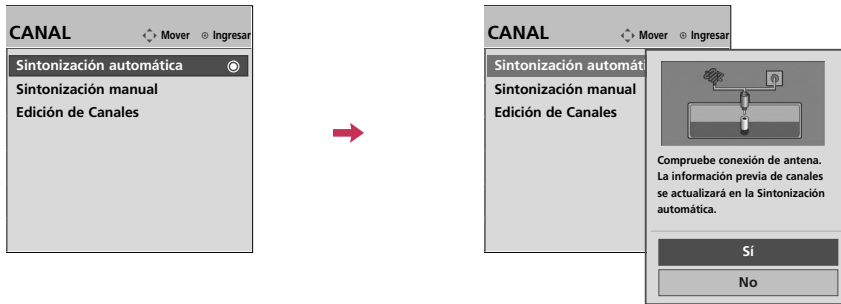 CANAL
Mover
Ingresar
Sintonización automática
Sintonización manual
Edición de Canales
CANAL
Mover
Ingresar
Sintonización automáti
Sintonización manual
Edición de Canales
Compruebe conexión de antena.
La información previa de canales
se actualizará en la Sintonización
automática.
Sí
No